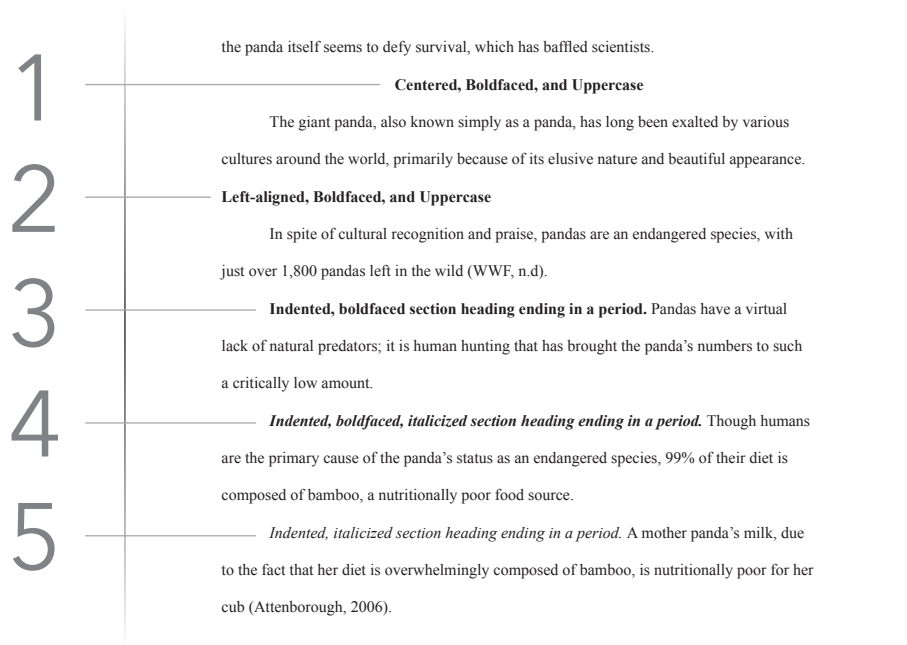 the panda itself seems to defy survival, which has baffled scientists.
1
Centered, Boldfaced, and Uppercase
The giant panda, also known simply as a panda, has long been exalted by various
cultures around the world, primarily because of its elusive nature and beautiful appearance.
2
Left-aligned, Boldfaced, and Uppercase
In spite of cultural recognition and praise, pandas are an endangered species, with
just over 1,800 pandas left in the wild (WWF, n.d).
3
Indented, boldfaced section heading ending in a period. Pandas have a virtual
lack of natural predators; it is human hunting that has brought the panda’s numbers to such
a critically low amount.
4
Indented, boldfaced, italicized section heading ending in a period. Though humans
are the primary cause of the panda’s status as an endangered species, 99% of their diet is
composed of bamboo, a nutritionally poor food source.
5
Indented, italicized section heading ending in a period. A mother panda’s milk, due
to the fact that her diet is overwhelmingly composed of bamboo, is nutritionally poor for her
cub (Attenborough, 2006).